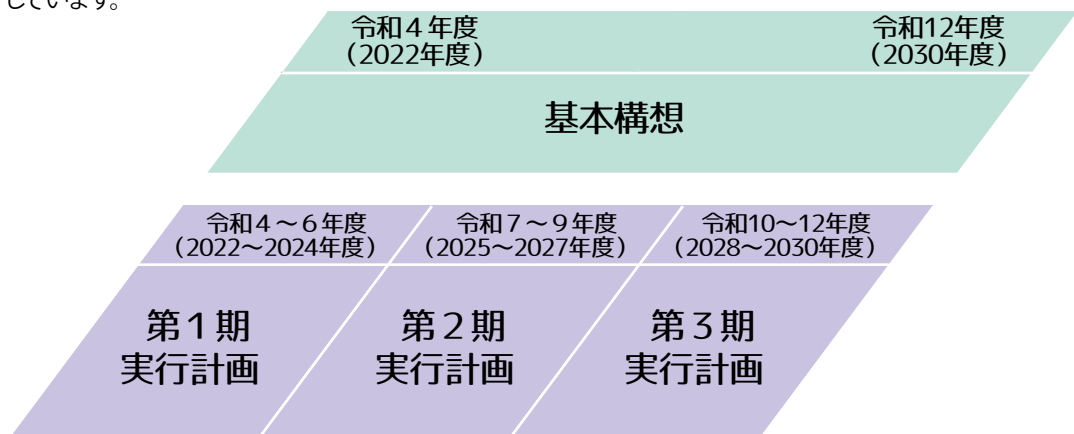 しています。
令和４年度
（2022年度）
令和12年度
（2030年度）
基本構想
令和４～６年度
（2022～2024年度）
令和７～９年度
（2025～2027年度）
令和10～12年度
（2028～2030年度）
第１期
実行計画
第２期
実行計画
第３期
実行計画